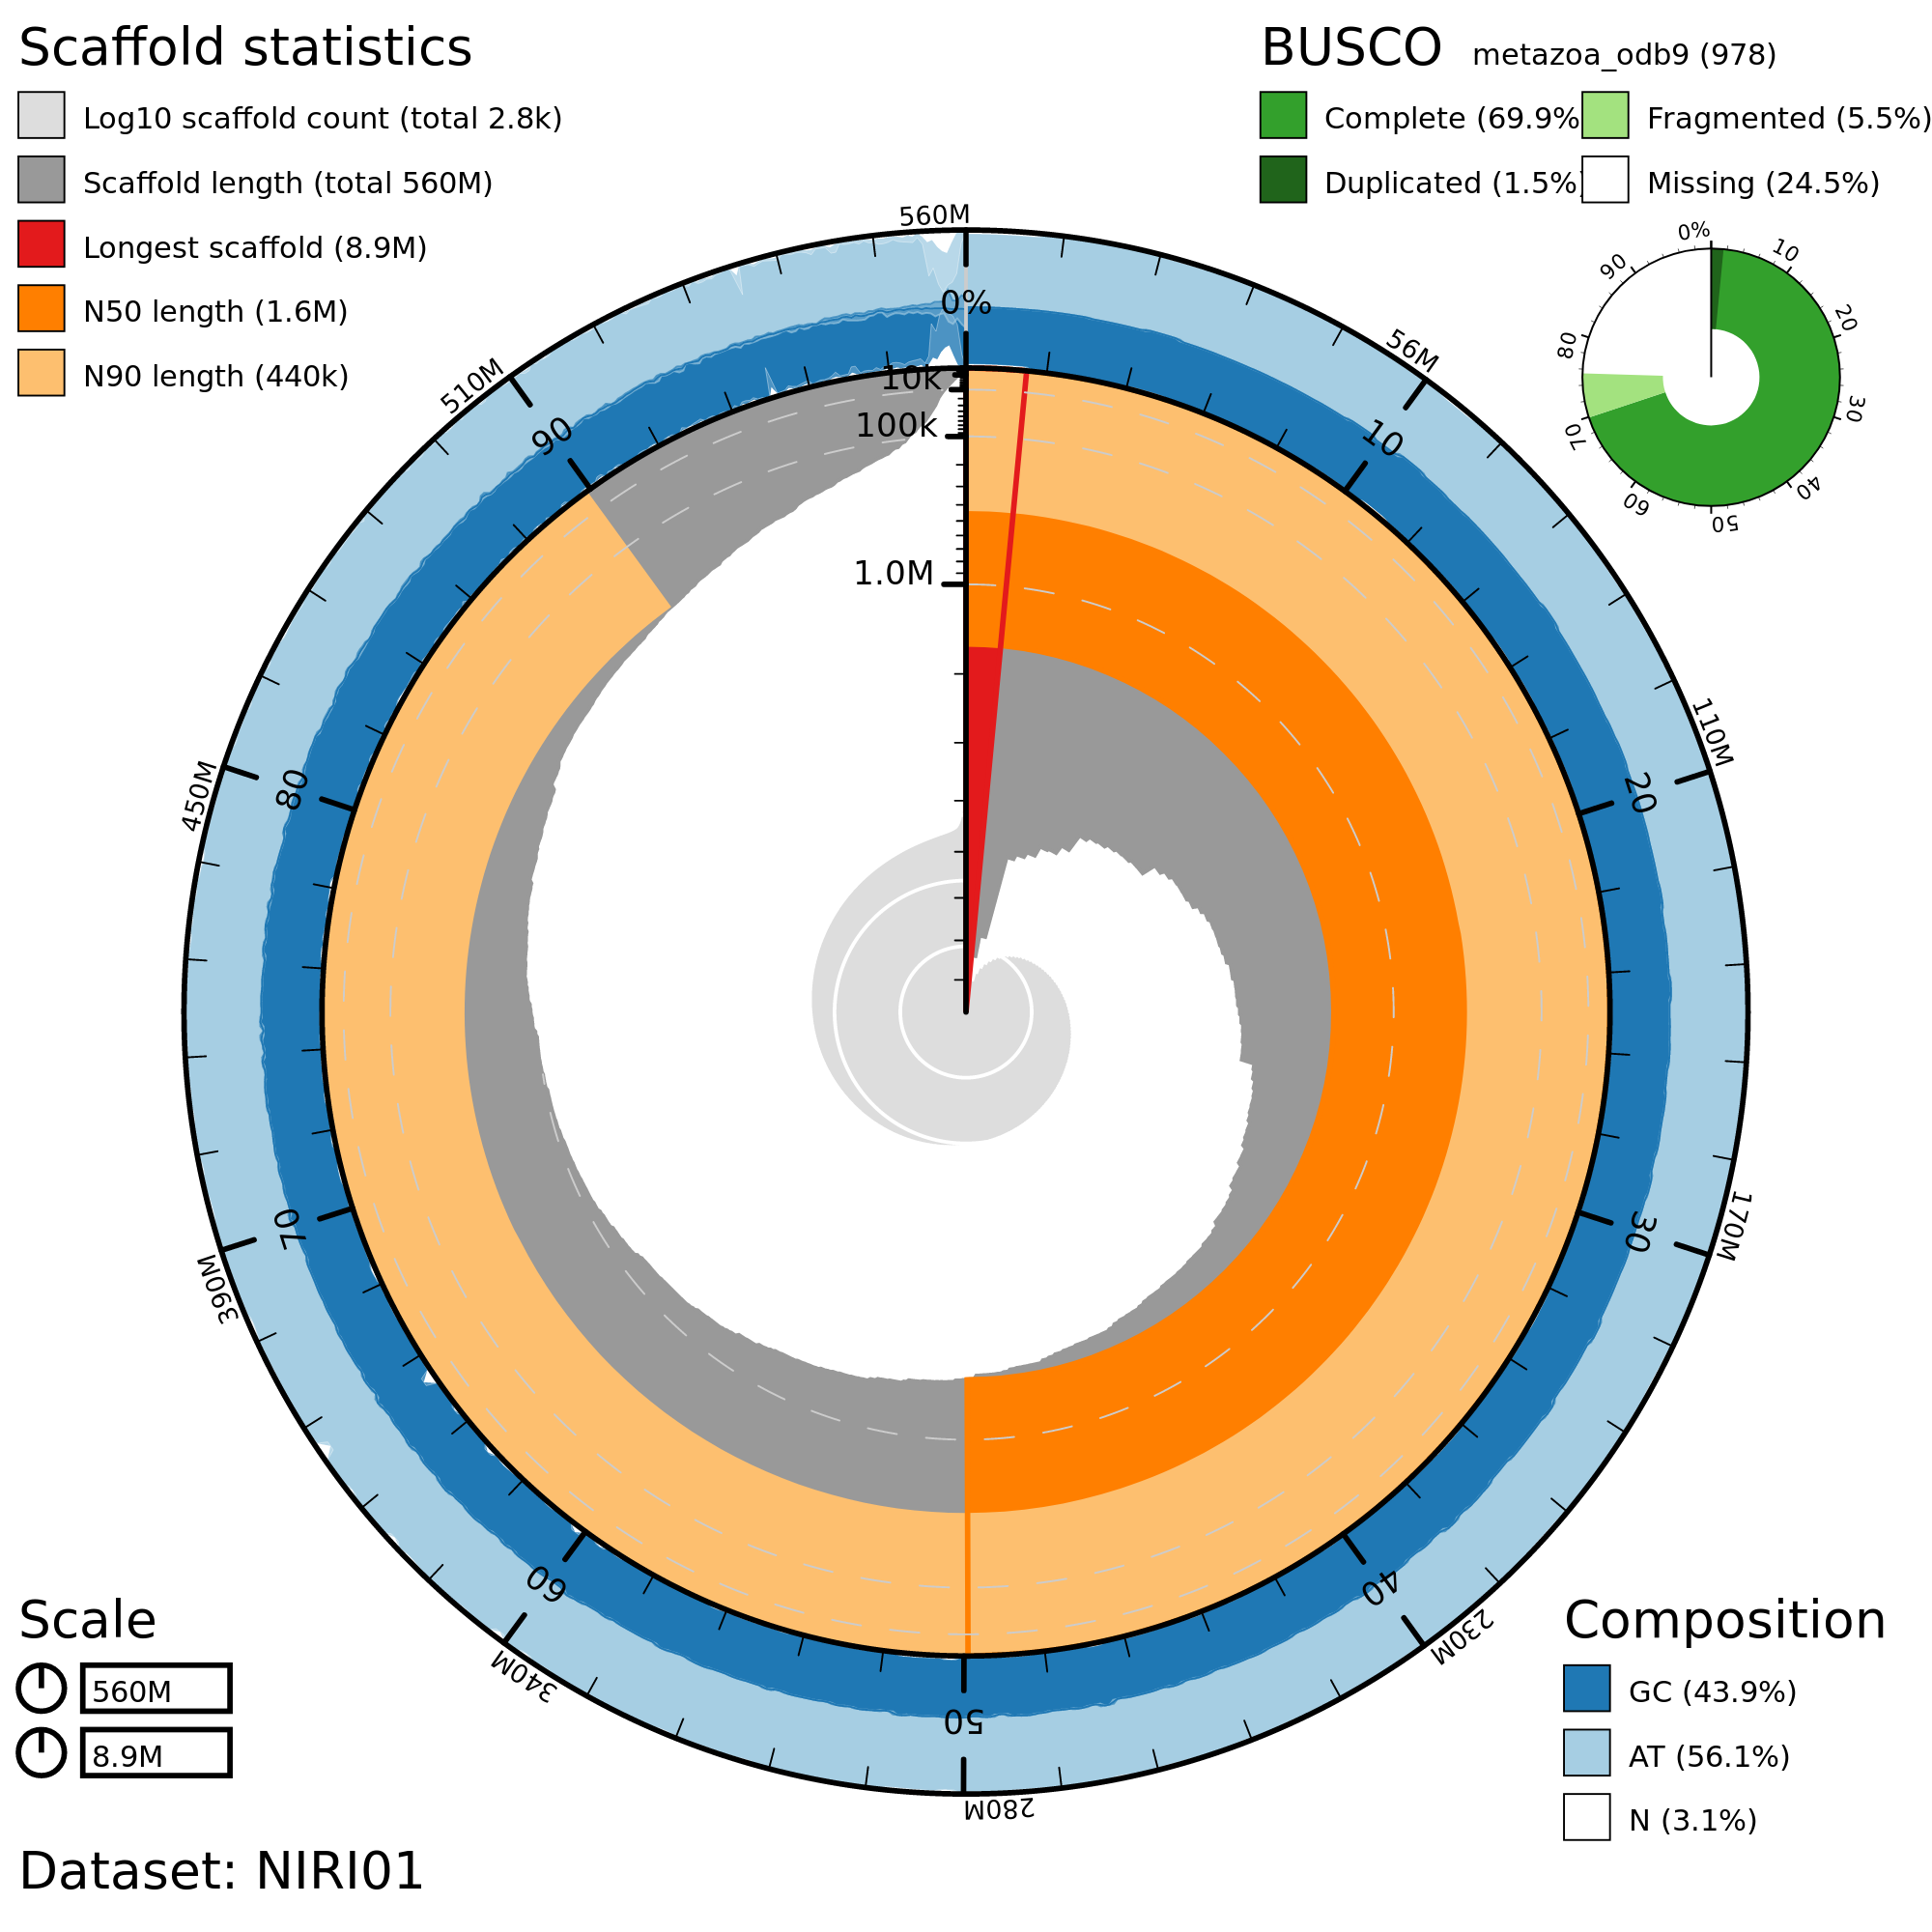 Scaffold statistics
Log10 scaffold count (total 2.8k)
Scaffold length (total 560M)
Longest scaffold (8.9M)
N50 length (1.6M)
N90 length (440k)
BUSCO metazoa_odb9 (978)
Complete (69.9% Fragmented (5.5%)
Duplicated (1.5% Missing (24.5%)
0%
10
20
30
40
50
60
70
80
90
560M
56M
110M
170M
230M
280M
340M
390M
450M
510M
0%
10
20
30
40
50
60
70
80
90
10k
100k
1.0M
Scale
560M
8.9M
Composition
GC (43.9%)
AT (56.1%)
N (3.1%)
Dataset: NIRI01